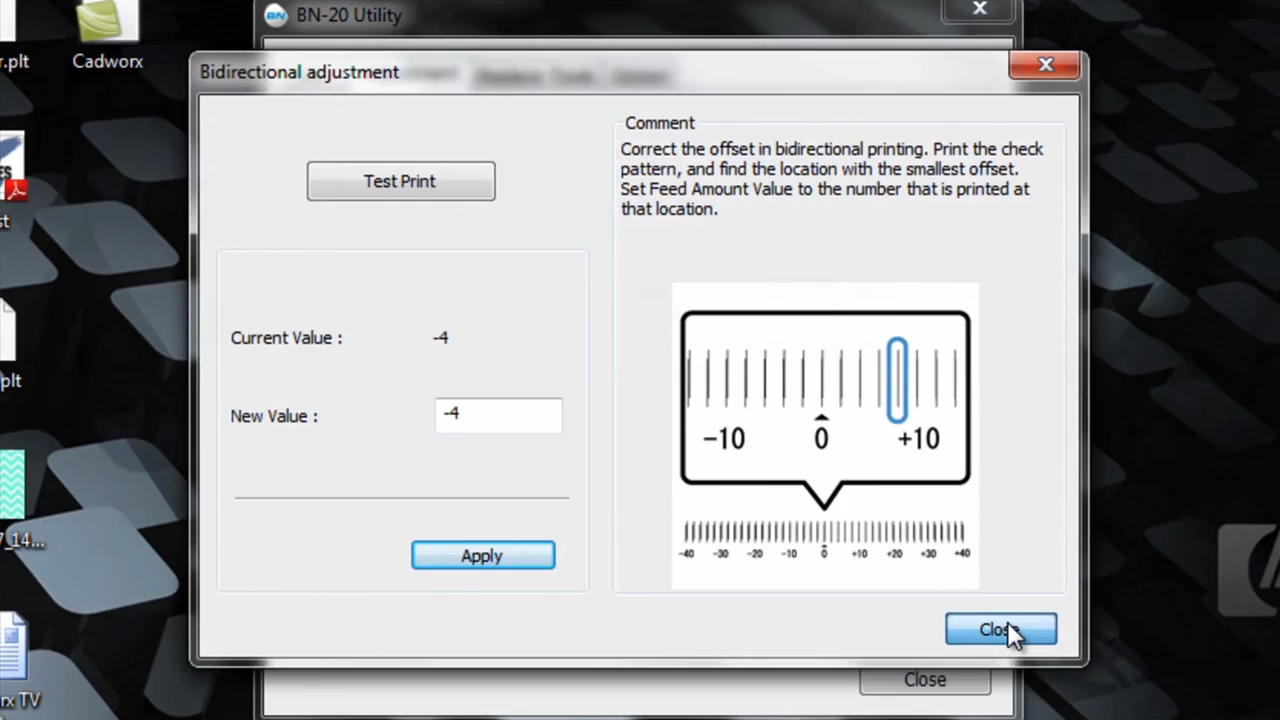 BN-20 Utility
r.plt
Cadworx
Bidirectional adjustment
Comment
Correct the offset in bidirectional printing. Print the check
pattern, and find the location with the smallest offset.
Set Feed Amount Value to the number that is printed at
that location.
Test Print
st
Current Value : -4
New Value : -4
plt
-10 0 +10
-40 -30 -20 -10 0 +10 +20 +30 +40
7_14...
Apply
Close
Close
rx TV